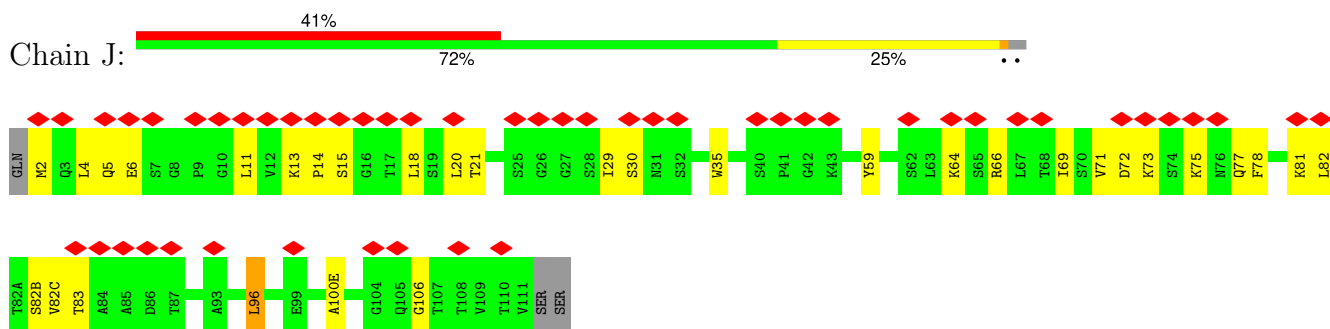 41%
Chain J:
72% 25% • •
GLN M2 Q3 L4 Q5 E6 S7 G8 P9 G10 L11 V12 K13 P14 S15 G16 T17 L18 S19 L20 T21 S25 G26 G27 S28 I29 S30 N31 S32 W35 S40 P41 G42 K43 Y59 S62 L63 K64 S65 R66 L67 T68 I69 S70 V71 D72 K73 S74 K75 N76 Q77 F78 K81 L82
T82A S82B V82C T83 A84 A85 D86 T87 A93 L96 E99 A100E G104 Q105 G106 T107 T108 V109 T110 V111 SER SER